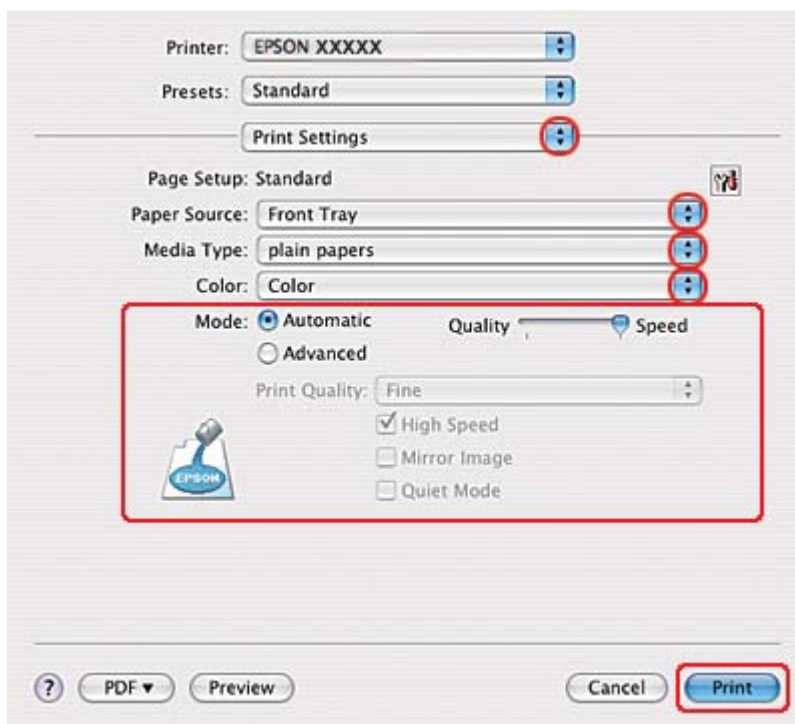 Printer: EPSON XXXXX
Presets: Standard
Print Settings
Page Setup: Standard
Paper Source: Front Tray
Media Type: plain papers
Color: Color
Mode: Automatic Quality Speed
Advanced
Print Quality: Fine
High Speed
Mirror Image
EPSON
Quiet Mode
? PDF Preview Cancel Print